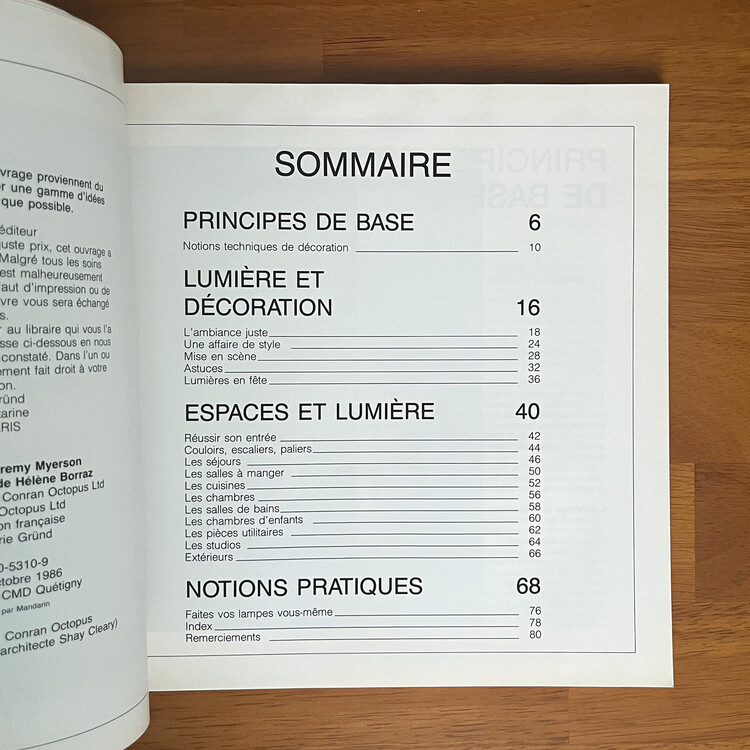 uvrage proviennent du
er une gamme d'idées
que possible.
éditeur
juste prix, cet ouvrage a
Malgré tous les soins
est malheureusement
faut d'impression ou de
vre vous sera échangé
s.
r au libraire qui vous l'a
sse ci-dessous en nous
constaté. Dans l'un ou
ement fait droit à votre
on.
ründ
arine
RIS
eremy Myerson
de Hélène Borraz
Conran Octopus Ltd
Octopus Ltd
on française
rie Gründ
0-5310-9
octobre 1986
CMD Quétigny
par Mandarin
Conran Octopus
architecte Shay Cleary)
SOMMAIRE
PRINCIPES DE BASE 6
Notions techniques de décoration 10
LUMIÈRE ET
DÉCORATION 16
L'ambiance juste 18
Une affaire de style 24
Mise en scène 28
Astuces 32
Lumières en fête 36
ESPACES ET LUMIÈRE 40
Réussir son entrée 42
Couloirs, escaliers, paliers 44
Les séjours 46
Les salles à manger 50
Les cuisines 52
Les chambres 56
Les salles de bains 58
Les chambres d'enfants 60
Les pièces utilitaires 62
Les studios 64
Extérieurs 66
NOTIONS PRATIQUES 68
Faites vos lampes vous-même 76
Index 78
Remerciements 80